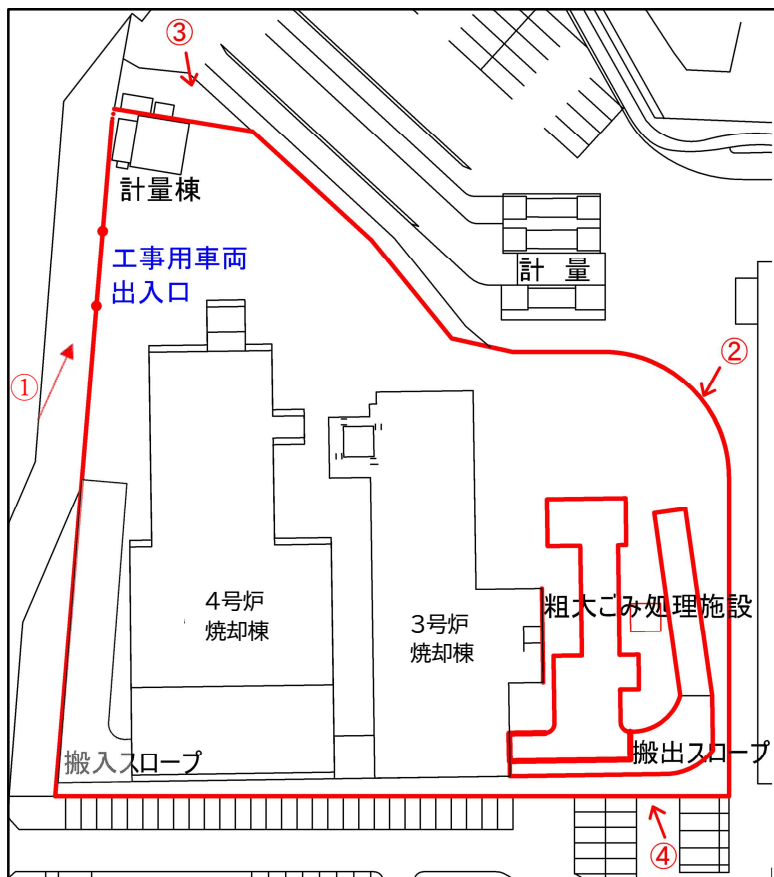 ③
計量棟
工事用車両
出入口
計 量
②
①
4号炉
焼却棟
3号炉
焼却棟
粗大ごみ処理施設
搬入スロープ
搬出スロープ
④